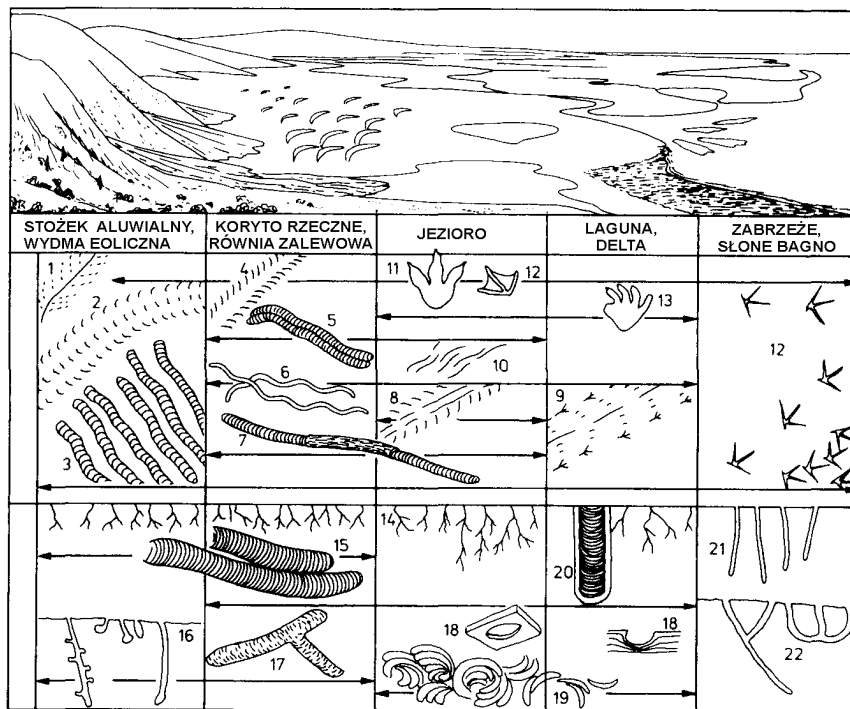 STOŻEK ALUWIALNY,
WYDMA EOLICZNA
KORYTO RZECZNE,
RÓWNIA ZALEWOWA
JEZIORO
LAGUNA,
DELTA
ZABRZEŻE,
SŁONE BAGNO
1
4
11
12
2
13
5
12
10
6
8
9
7
3
14
15
20
21
16
18
18
17
22
19